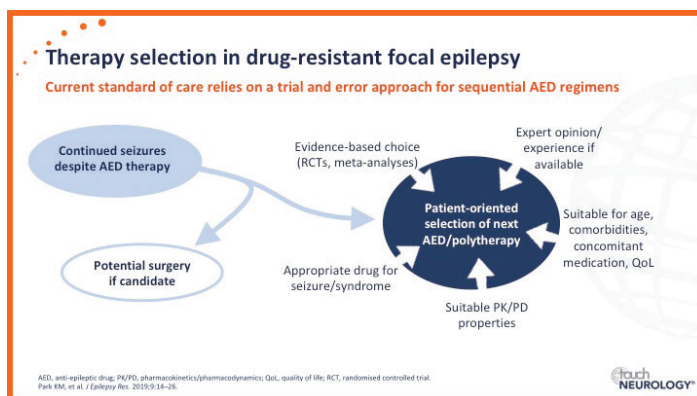 Therapy selection in drug-resistant focal epilepsy
Current standard of care relies on a trial and error approach for sequential AED regimens
Continued seizures
despite AED therapy
Potential surgery
if candidate
Evidence-based choice
(RCTs, meta-analyses)
Expert opinion/
experience if
available
Patient-oriented
selection of next
AED/polytherapy
Suitable for age,
comorbidities,
concomitant
medication, QoL
Appropriate drug for
seizure/syndrome
Suitable PK/PD
properties
AED, anti-epileptic drug; PK/PD, pharmacokinetics/pharmacodynamics; QoL, quality of life; RCT, randomised controlled trial.
Park KM, et al. J Epilepsy Res. 2019;9:14–26.
touch
NEUROLOGY®